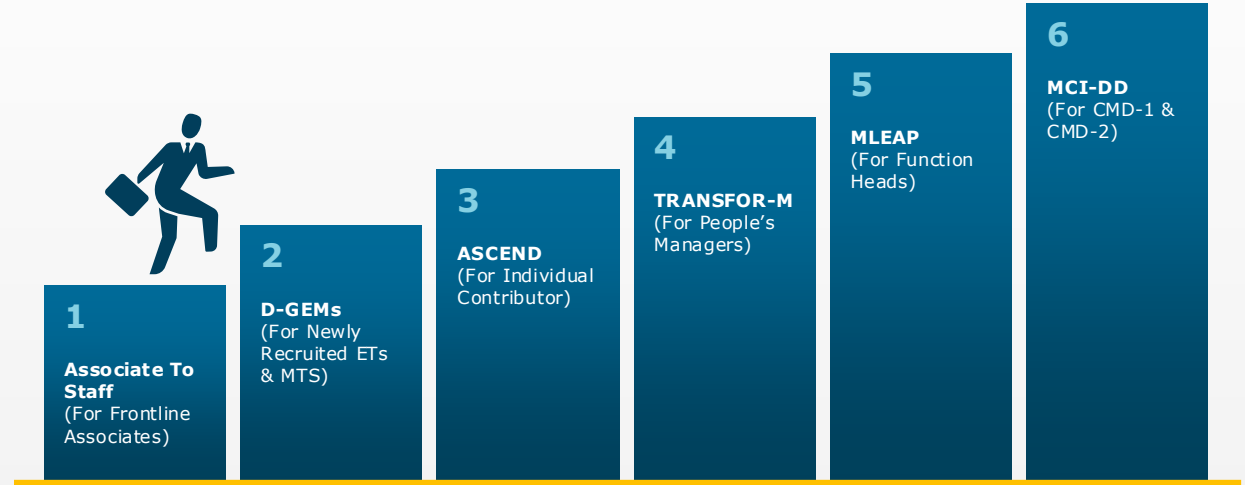 1
Associate To
Staff
(For Frontline
Associates)
2
D-GEMs
(For Newly
Recruited ETs
& MTS)
3
ASCEND
(For Individual
Contributor)
4
TRANSFOR-M
(For People’s
Managers)
5
MLEAP
(For Function
Heads)
6
MCI-DD
(For CMD-1 &
CMD-2)